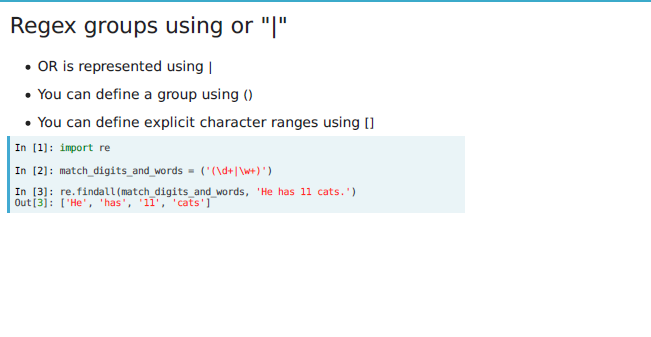 Regex groups using or "|"
• OR is represented using |
• You can define a group using ()
• You can define explicit character ranges using []
In [1]: import re
In [2]: match_digits_and_words = ('(\d+|\w+)')
In [3]: re.findall(match_digits_and_words, 'He has 11 cats.')
Out[3]: ['He', 'has', '11', 'cats']